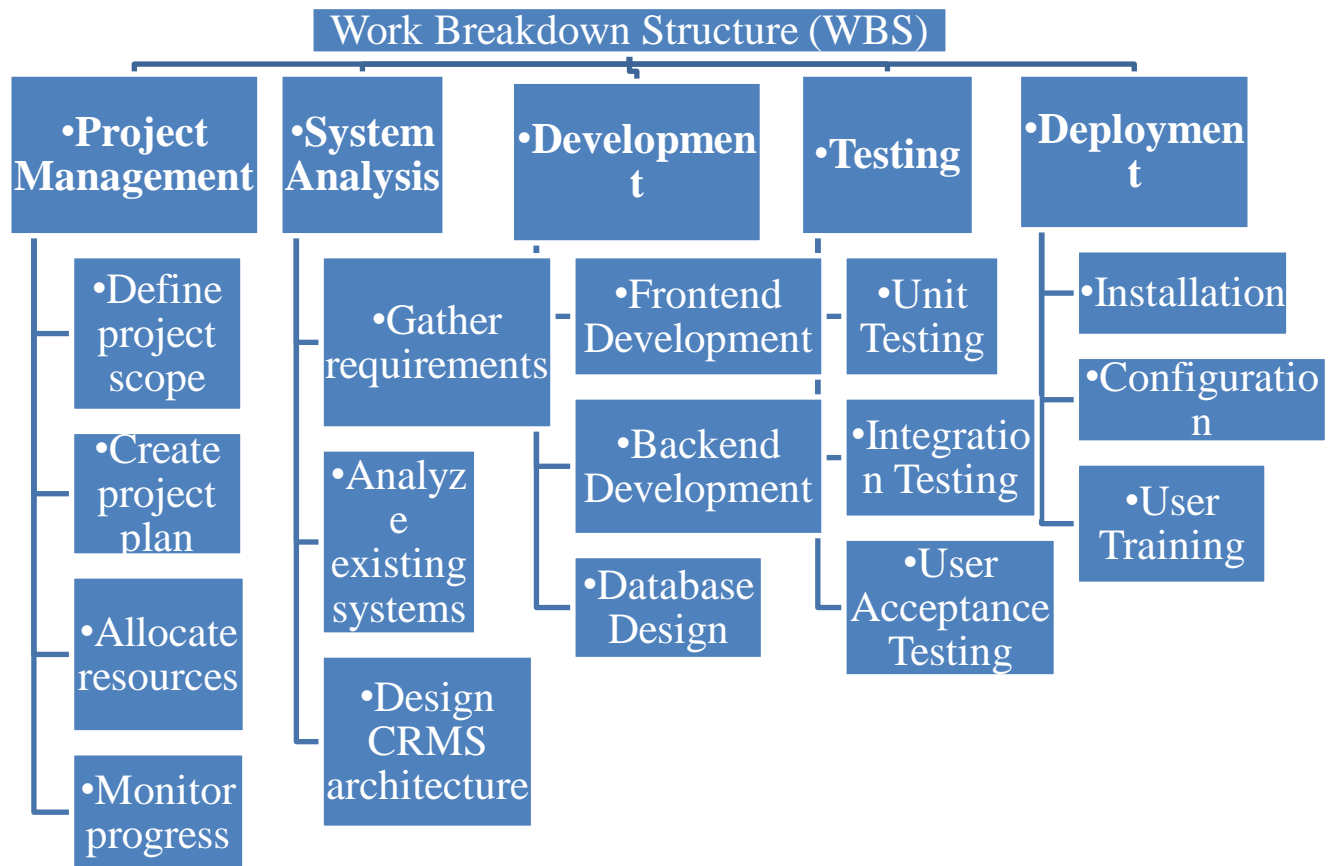 Work Breakdown Structure (WBS)
•Project
Management
•Define
project
scope
•Create
project
plan
•Allocate
resources
•Monitor
progress
•System
Analysis
•Gather
requirements
•Analyz
e
existing
systems
•Design
CRMS
architecture
•Developmen
t
•Frontend
Development
•Backend
Development
•Database
Design
•Testing
•Unit
Testing
•Integratio
n Testing
•User
Acceptance
Testing
•Deploymen
t
•Installation
•Configuratio
n
•User
Training